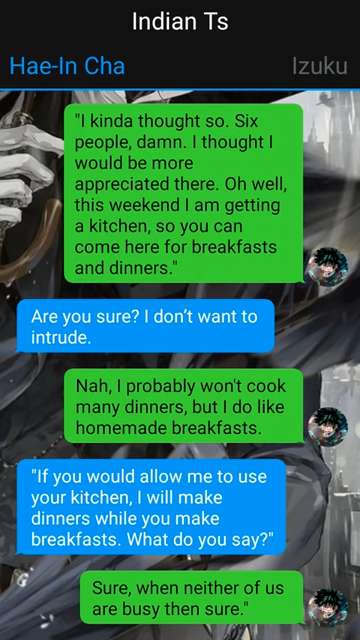 Indian Ts
Hae-In Cha
Izuku
"I kinda thought so. Six
people, damn. I thought I
would be more
appreciated there. Oh well,
this weekend I am getting
a kitchen, so you can
come here for breakfasts
and dinners."
Are you sure? I don’t want to
intrude.
Nah, I probably won't cook
many dinners, but I do like
homemade breakfasts.
"If you would allow me to use
your kitchen, I will make
dinners while you make
breakfasts. What do you say?"
Sure, when neither of us
are busy then sure."